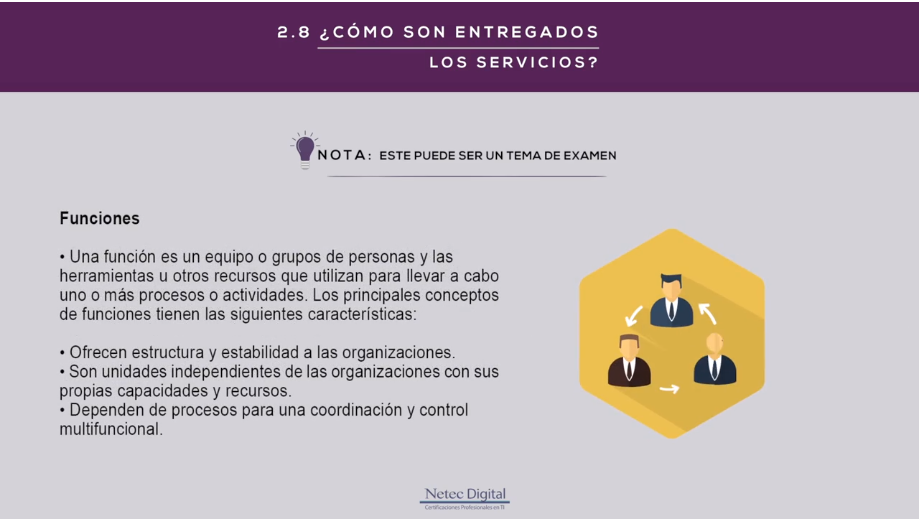 2.8 ¿CÓMO SON ENTREGADOS
LOS SERVICIOS?
NOTA: ESTE PUEDE SER UN TEMA DE EXAMEN
Funciones
• Una función es un equipo o grupos de personas y las
herramientas u otros recursos que utilizan para llevar a cabo
uno o más procesos o actividades. Los principales conceptos
de funciones tienen las siguientes características:
• Ofrecen estructura y estabilidad a las organizaciones.
• Son unidades independientes de las organizaciones con sus
propias capacidades y recursos.
• Dependen de procesos para una coordinación y control
multifuncional.
Netec Digital
Certificaciones Profesionales en TI